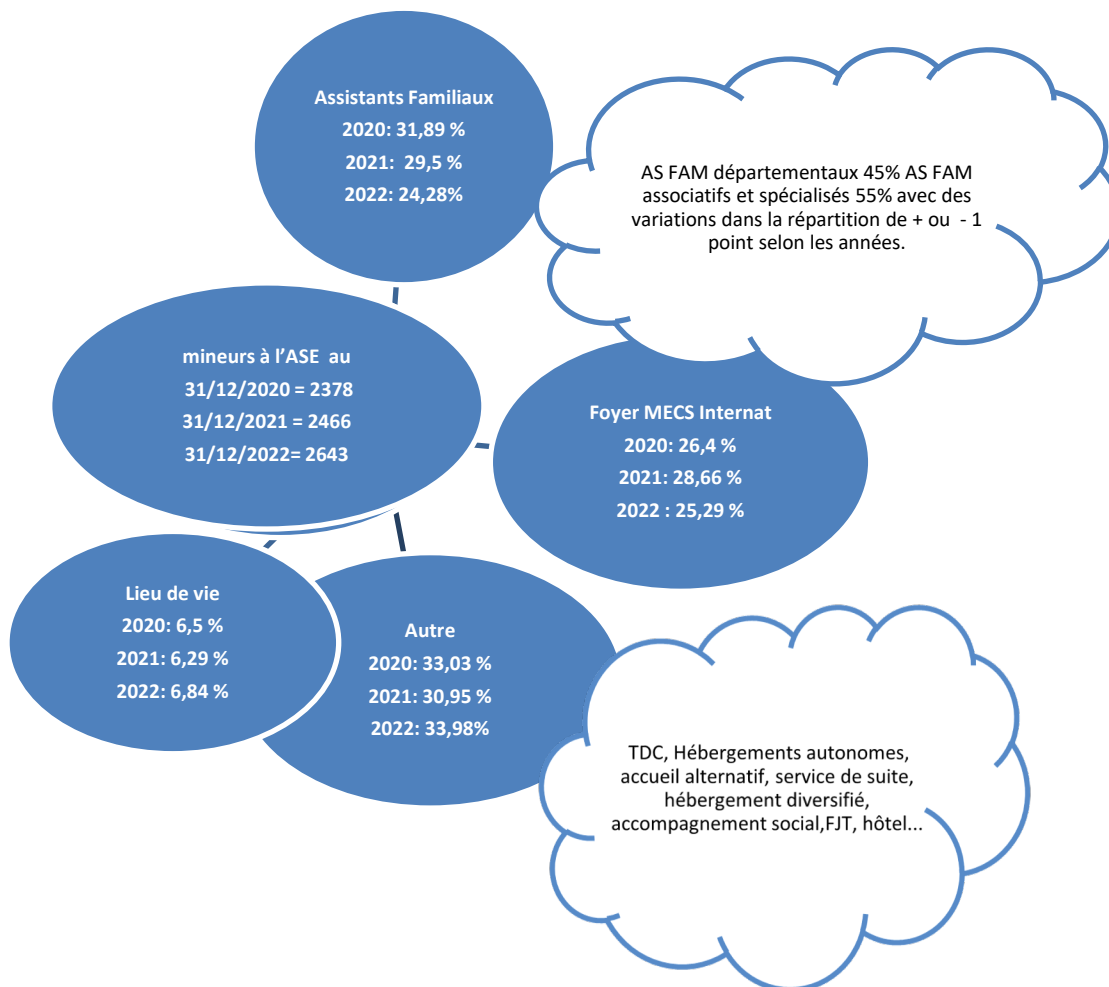 Assistants Familiaux
2020: 31,89 %
2021: 29,5 %
2022: 24,28%
AS FAM départementaux 45% AS FAM
associatifs et spécialisés 55% avec des
variations dans la répartition de + ou - 1
point selon les années.
mineurs à l’ASE au
31/12/2020 = 2378
31/12/2021 = 2466
31/12/2022= 2643
Foyer MECS Internat
2020: 26,4 %
2021: 28,66 %
2022 : 25,29 %
Lieu de vie
2020: 6,5 %
2021: 6,29 %
2022: 6,84 %
Autre
2020: 33,03 %
2021: 30,95 %
2022: 33,98%
TDC, Hébergements autonomes,
accueil alternatif, service de suite,
hébergement diversifié,
accompagnement social,FJT, hôtel...